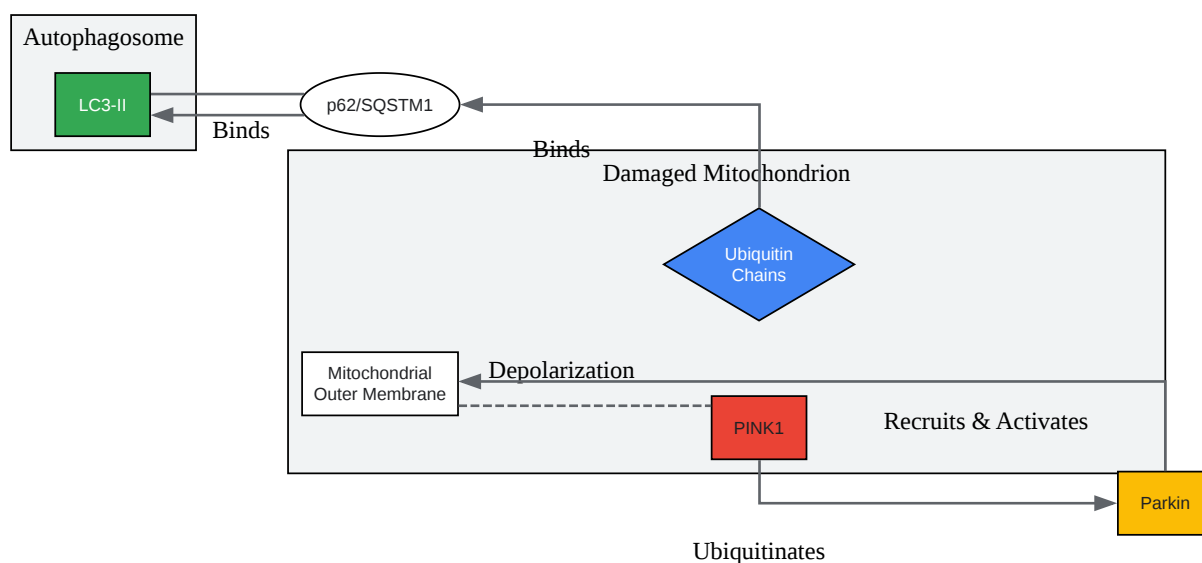 Autophagosome
LC3-II
p62/SQSTM1
Binds
Binds
Damaged Mitochondrion
Ubiquitin
Chains
Mitochondrial
Outer Membrane
Depolarization
PINK1
Recruits & Activates
Parkin
Ubiquitinates